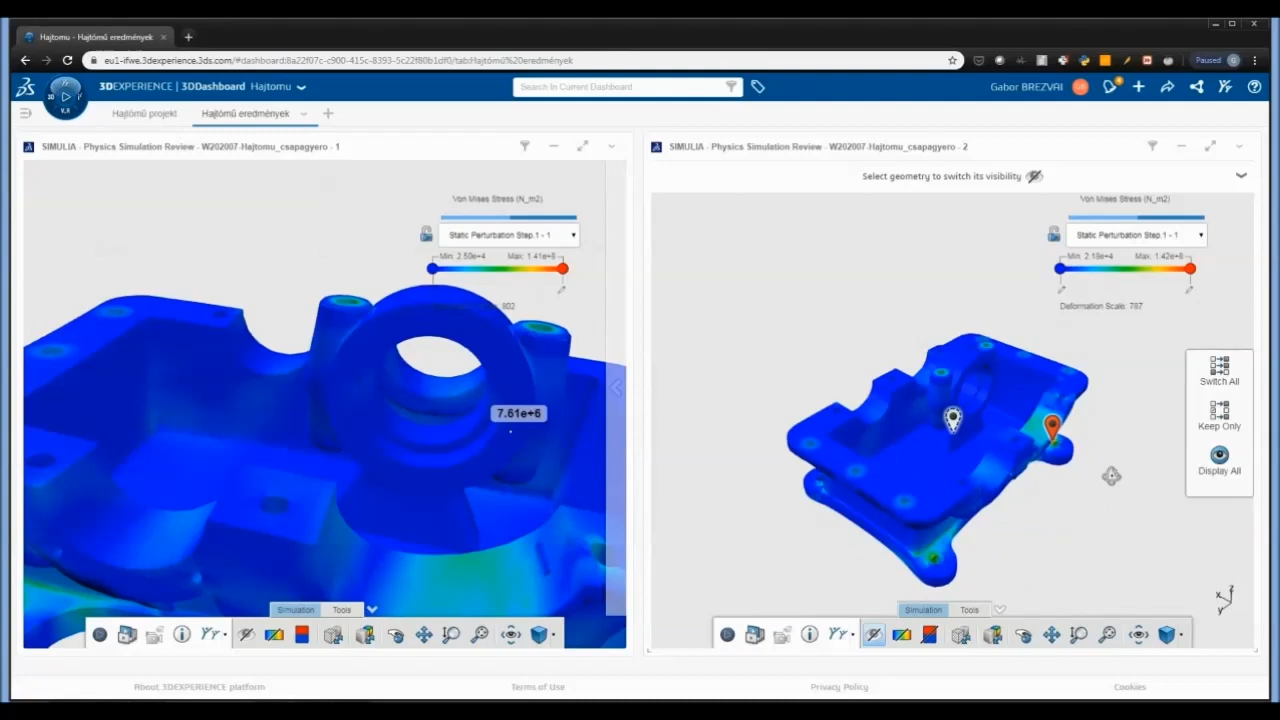 Hajtomu - Hajtómű eredmények
eu1-ifwe.3dexperience.3ds.com/#dashboard:8a22f07c-c900-415c-8393-5c22f80b1df0/tab:Hajtómű%20eredmények
Paused
3DEXPERIENCE | 3DDashboard Hajtomu
Search In Current Dashboard
Gabor BREZVAI
3D
V,R
Hajtómű projekt
Hajtómű eredmények
SIMULIA - Physics Simulation Review - W202007-Hajtomu_csapagyero - 1
Von Mises Stress (N_m2)
Static Perturbation Step.1 - 1
Min: 2.50e+4 Max: 1.41e+8
802
7.61e+6
Simulation Tools
SIMULIA - Physics Simulation Review - W202007-Hajtomu_csapagyero - 2
Select geometry to switch its visibility
Von Mises Stress (N_m2)
Static Perturbation Step.1 - 1
Min: 2.18e+4 Max: 1.42e+8
Deformation Scale: 787
Switch All
Keep Only
Display All
x z
y
Simulation Tools
About 3DEXPERIENCE platform
Terms of Use
Privacy Policy
Cookies